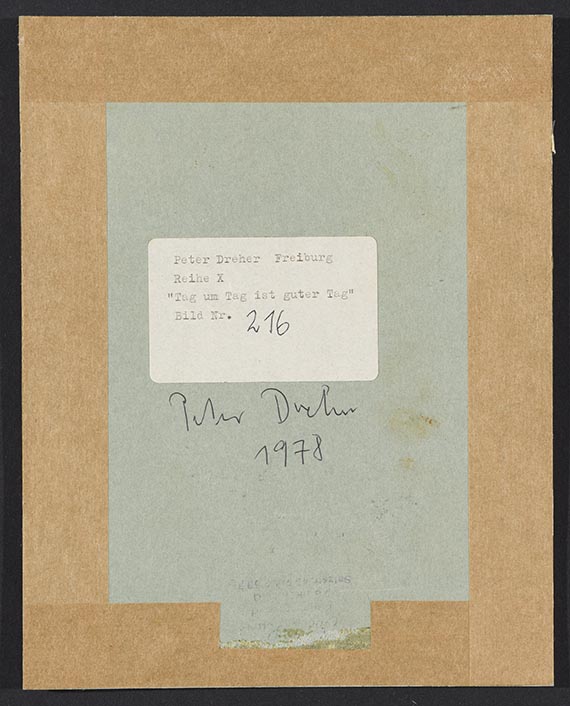 Peter Dreher Freiburg
Reihe X
"Tag um Tag ist guter Tag"
Bild Nr. 216
Peter Dreher
1978